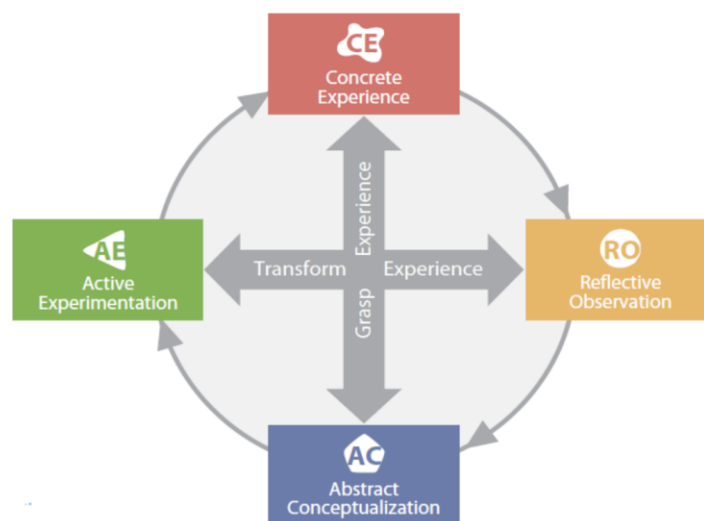 CE
Concrete
Experience
AE
Active
Experimentation
Transform Experience
Grasp Experience
RO
Reflective
Observation
AC
Abstract
Conceptualization